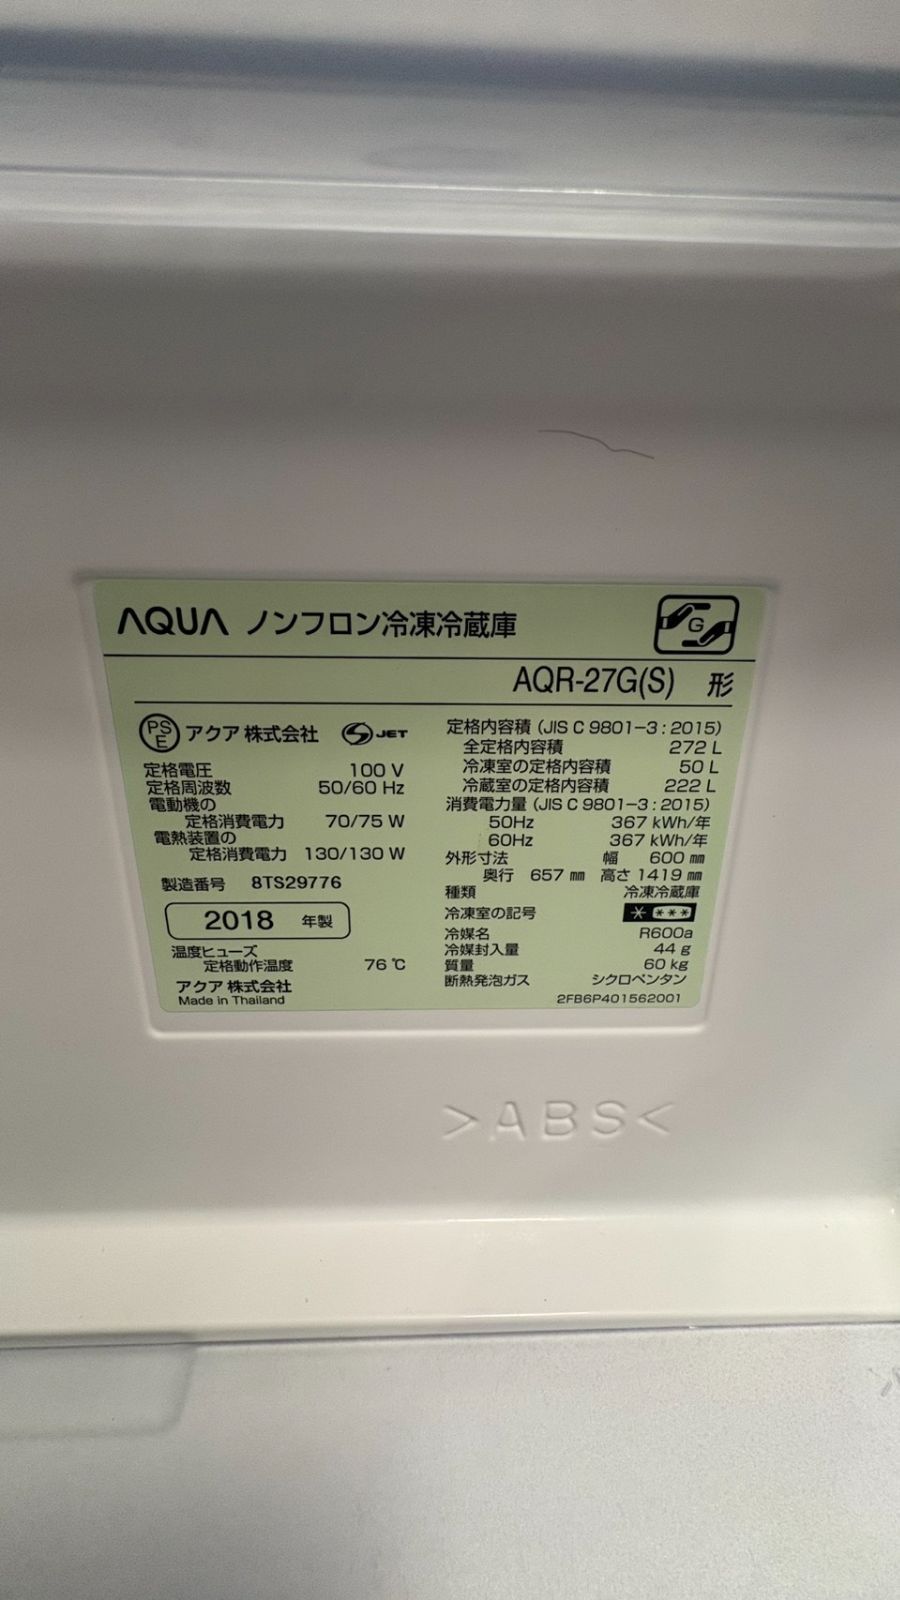 AQUA ノンフロン冷凍冷蔵庫
G
AQR-27G(S) 形
PS
E
アクア 株式会社
S JET
定格電圧 100 V
定格周波数 50/60 Hz
電動機の
定格消費電力 70/75 W
電熱装置の
定格消費電力 130/130 W
製造番号 8TS29776
2018 年製
温度ヒューズ
定格動作温度 76 ℃
アクア 株式会社
Made in Thailand
定格内容積 (JIS C 9801-3 : 2015)
全定格内容積 272 L
冷凍室の定格内容積 50 L
冷蔵室の定格内容積 222 L
消費電力量 (JIS C 9801-3 : 2015)
50Hz 367 kWh/年
60Hz 367 kWh/年
外形寸法 幅 600 ㎜
奥行 657 ㎜ 高さ 1419 ㎜
種類 冷凍冷蔵庫
冷凍室の記号 * ***
冷媒名 R600a
冷媒封入量 44 g
質量 60 kg
断熱発泡ガス シクロペンタン
2FB6P401562001
>ABS<